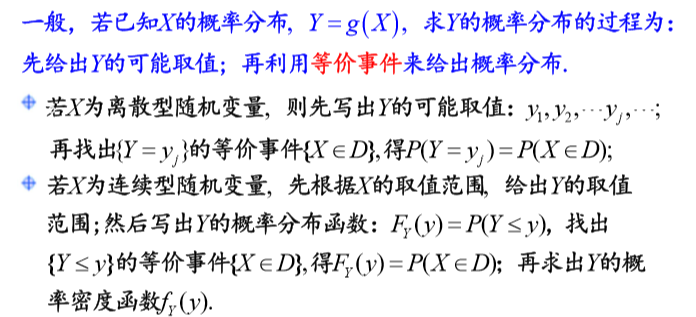 一般，若已知X的概率分布，Y=g(X)，求Y的概率分布的过程为：
先给出Y的可能取值；再利用等价事件来给出概率分布.
若X为离散型随机变量，则先写出Y的可能取值：y₁,y₂,⋯y_j,⋯;
再找出{Y=y_j}的等价事件{X∈D},得P(Y=y_j)=P(X∈D);
若X为连续型随机变量，先根据X的取值范围，给出Y的取值
范围;然后写出Y的概率分布函数：F_Y(y)=P(Y≤y)，找出
{Y≤y}的等价事件{X∈D},得F_Y(y)=P(X∈D)；再求出Y的概
率密度函数f_Y(y).